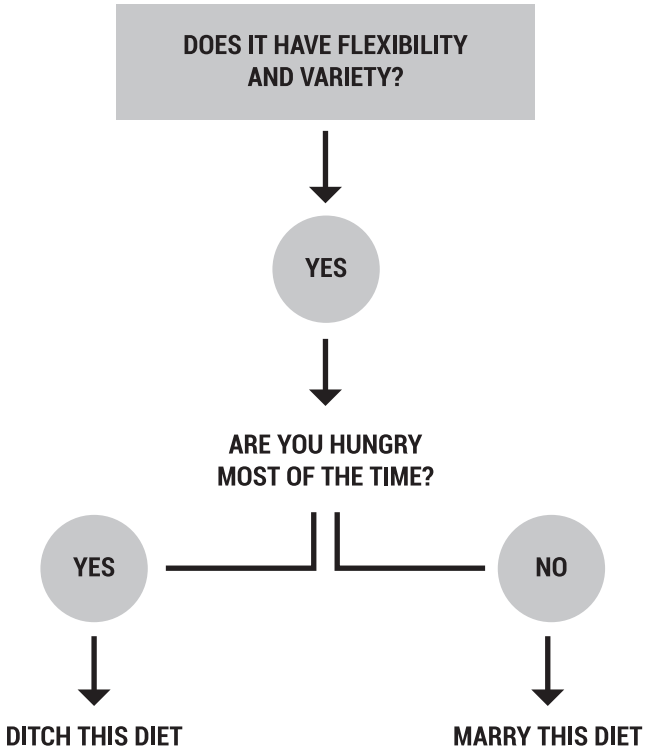 DOES IT HAVE FLEXIBILITY
AND VARIETY?
YES
ARE YOU HUNGRY
MOST OF THE TIME?
YES
NO
DITCH THIS DIET
MARRY THIS DIET